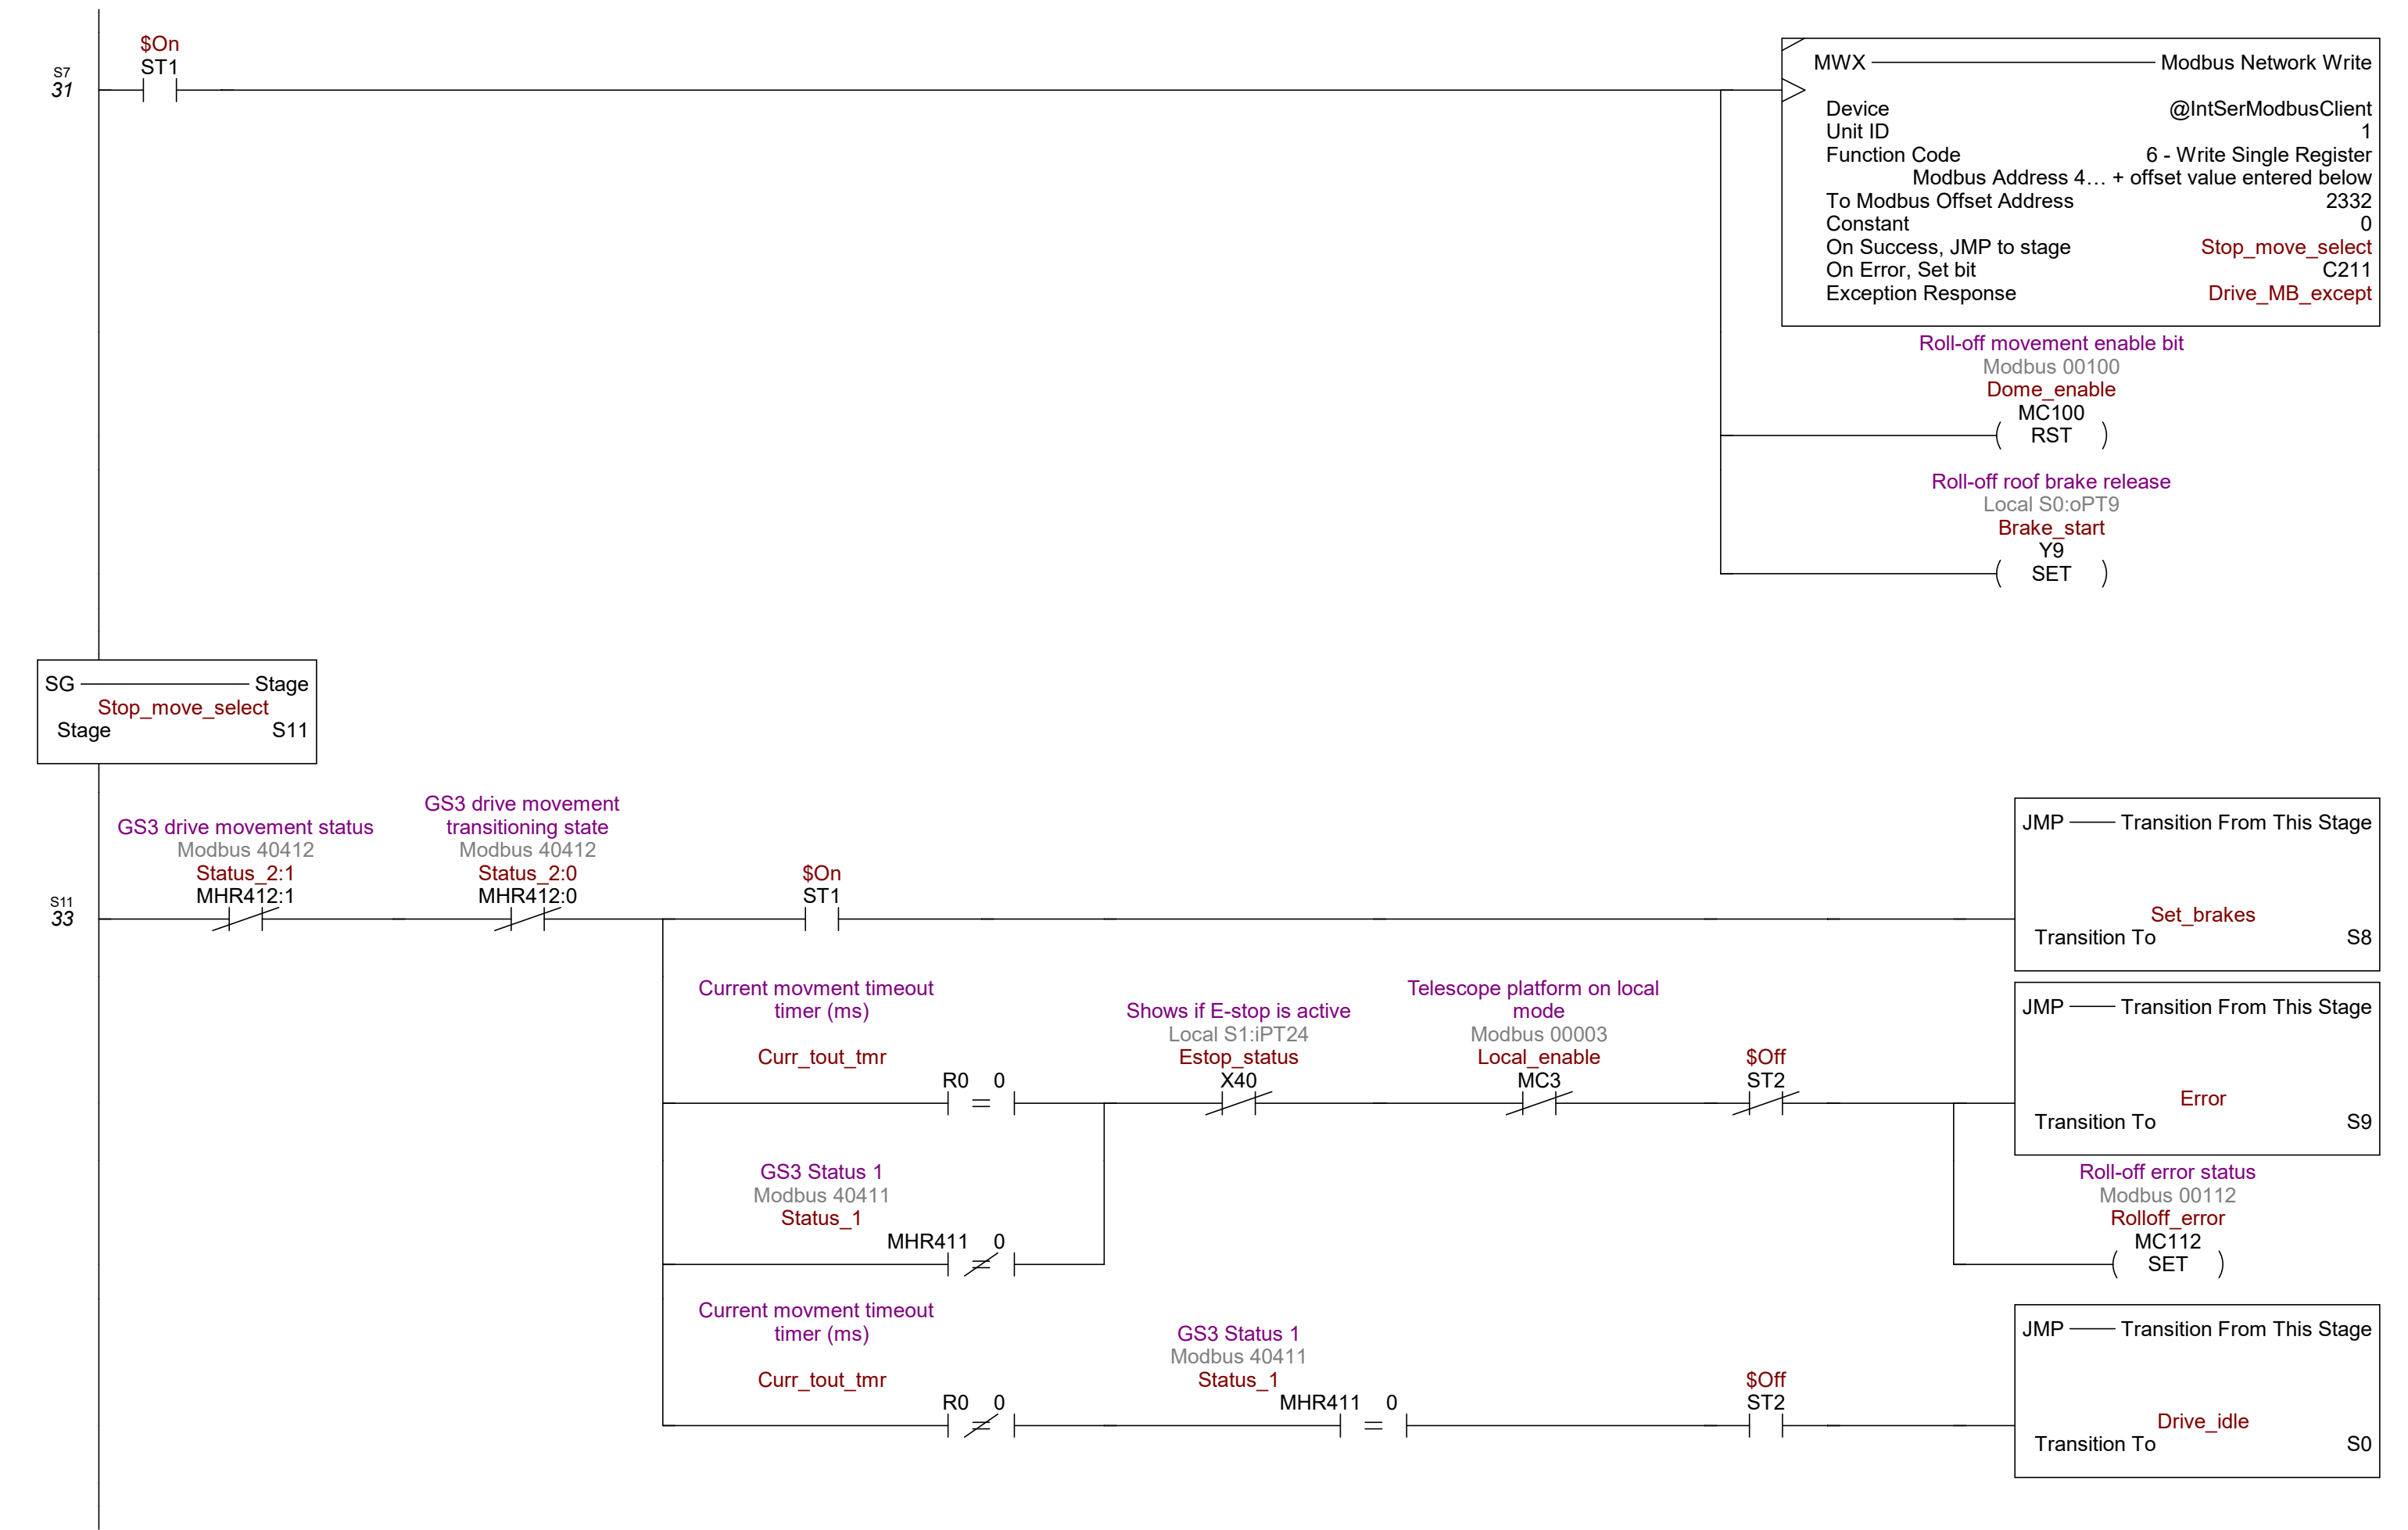 $On
ST1
S7
31
MWX Modbus Network Write
Device @IntSerModbusClient
Unit ID 1
Function Code 6 - Write Single Register
Modbus Address 4… + offset value entered below
To Modbus Offset Address 2332
Constant 0
On Success, JMP to stage Stop_move_select
On Error, Set bit C211
Exception Response Drive_MB_except
Roll-off movement enable bit
Modbus 00100
Dome_enable
MC100
RST
Roll-off roof brake release
Local S0:oPT9
Brake_start
Y9
SET
SG Stage
Stop_move_select
Stage S11
GS3 drive movement status
Modbus 40412
Status_2:1
MHR412:1
GS3 drive movement
transitioning state
Modbus 40412
Status_2:0
MHR412:0
$On
ST1
S11
33
JMP Transition From This Stage
Set_brakes
Transition To S8
Current movment timeout
timer (ms)
Curr_tout_tmr
R0 = 0
Shows if E-stop is active
Local S1:iPT24
Estop_status
X40
Telescope platform on local
mode
Modbus 00003
Local_enable
MC3
$Off
ST2
JMP Transition From This Stage
Error
Transition To S9
GS3 Status 1
Modbus 40411
Status_1
MHR411 ≠ 0
Roll-off error status
Modbus 00112
Rolloff_error
MC112
SET
Current movment timeout
timer (ms)
Curr_tout_tmr
R0 ≠ 0
GS3 Status 1
Modbus 40411
Status_1
MHR411 = 0
$Off
ST2
JMP Transition From This Stage
Drive_idle
Transition To S0